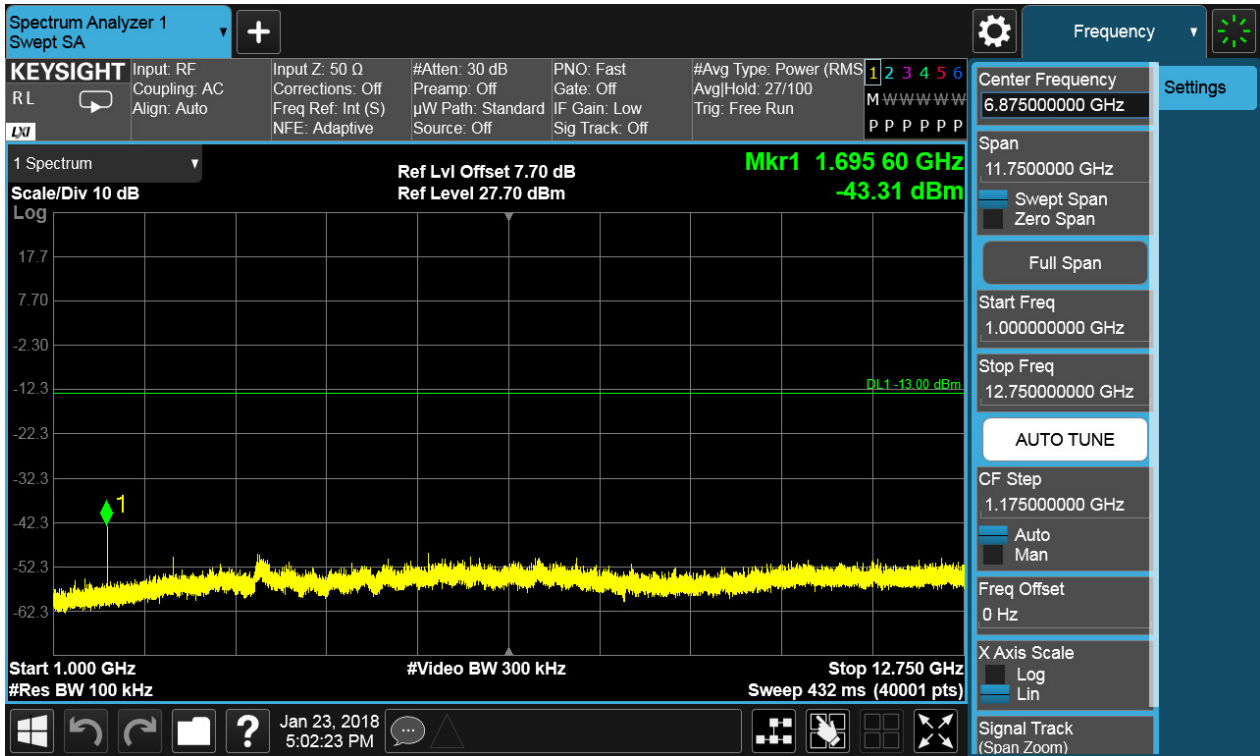 Spectrum Analyzer 1
Swept SA
+
Frequency
KEYSIGHT
RL
LXI
Input: RF
Coupling: AC
Align: Auto
Input Z: 50 Ω
Corrections: Off
Freq Ref: Int (S)
NFE: Adaptive
#Atten: 30 dB
Preamp: Off
µW Path: Standard
Source: Off
PNO: Fast
Gate: Off
IF Gain: Low
Sig Track: Off
#Avg Type: Power (RMS
Avg|Hold: 27/100
Trig: Free Run
1 2 3 4 5 6
M W W W W W
P P P P P P
1 Spectrum
Scale/Div 10 dB
Log
Ref Lvl Offset 7.70 dB
Ref Level 27.70 dBm
Mkr1 1.695 60 GHz
-43.31 dBm
17.7
7.70
-2.30
-12.3
DL1 -13.00 dBm
-22.3
-32.3
1
-42.3
-52.3
-62.3
Start 1.000 GHz
#Video BW 300 kHz
Stop 12.750 GHz
#Res BW 100 kHz
Sweep 432 ms (40001 pts)
Center Frequency
6.875000000 GHz
Settings
Span
11.7500000 GHz
Swept Span
Zero Span
Full Span
Start Freq
1.000000000 GHz
Stop Freq
12.750000000 GHz
AUTO TUNE
CF Step
1.175000000 GHz
Auto
Man
Freq Offset
0 Hz
X Axis Scale
Log
Lin
Signal Track
(Span Zoom)
?
Jan 23, 2018
5:02:23 PM